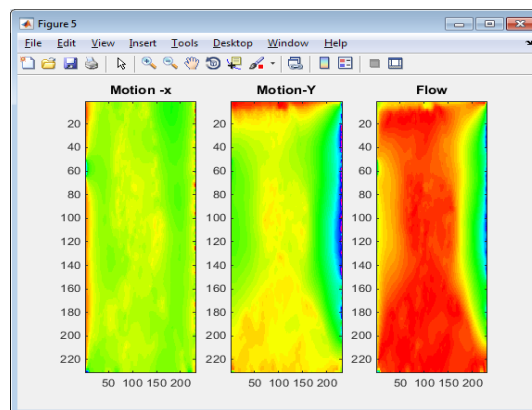 Figure 5
File Edit View Insert Tools Desktop Window Help
Motion -x Motion-Y Flow
20 20 20
40 40 40
60 60 60
80 80 80
100 100 100
120 120 120
140 140 140
160 160 160
180 180 180
200 200 200
220 220 220
50 100 150 200 50 100 150 200 50 100 150 200